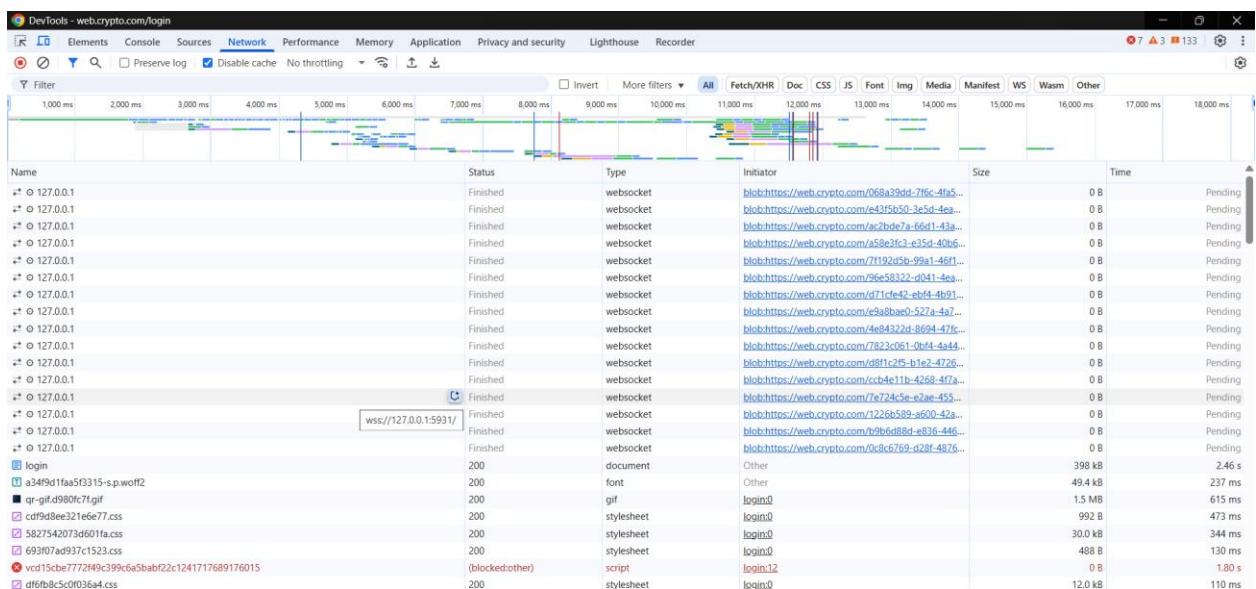 DevTools - web.crypto.com/login
Elements Console Sources Network Performance Memory Application Privacy and security Lighthouse Recorder 7 3 133
Preserve log Disable cache No throttling
Filter Invert More filters All Fetch/XHR Doc CSS JS Font Img Media Manifest WS Wasm Other
1,000 ms 2,000 ms 3,000 ms 4,000 ms 5,000 ms 6,000 ms 7,000 ms 8,000 ms 9,000 ms 10,000 ms 11,000 ms 12,000 ms 13,000 ms 14,000 ms 15,000 ms 16,000 ms 17,000 ms 18,000 ms
Name Status Type Initiator Size Time
127.0.0.1 Finished websocket blob:https://web.crypto.com/068a39dd-7f6c-4fa5... 0 B Pending
127.0.0.1 Finished websocket blob:https://web.crypto.com/e43f5b50-3e5d-4ea... 0 B Pending
127.0.0.1 Finished websocket blob:https://web.crypto.com/ac2bde7a-66d1-43a... 0 B Pending
127.0.0.1 Finished websocket blob:https://web.crypto.com/a58e3fc3-e35d-40b6... 0 B Pending
127.0.0.1 Finished websocket blob:https://web.crypto.com/7f192d5b-99a1-46f1... 0 B Pending
127.0.0.1 Finished websocket blob:https://web.crypto.com/96e58322-d041-4ea... 0 B Pending
127.0.0.1 Finished websocket blob:https://web.crypto.com/d71cfe42-ebf4-4b91... 0 B Pending
127.0.0.1 Finished websocket blob:https://web.crypto.com/e9a8bae0-527a-4a7... 0 B Pending
127.0.0.1 Finished websocket blob:https://web.crypto.com/4e84322d-8694-47fc... 0 B Pending
127.0.0.1 Finished websocket blob:https://web.crypto.com/7823c061-0bf4-4a44... 0 B Pending
127.0.0.1 Finished websocket blob:https://web.crypto.com/d8f1c2f5-b1e2-4726... 0 B Pending
127.0.0.1 Finished websocket blob:https://web.crypto.com/ccb4e11b-4268-4f7a... 0 B Pending
127.0.0.1 Finished websocket blob:https://web.crypto.com/7e724c5e-e2ae-455... 0 B Pending
127.0.0.1 Finished websocket blob:https://web.crypto.com/1226b589-a600-42a... 0 B Pending
wss://127.0.0.1:5931/
127.0.0.1 Finished websocket blob:https://web.crypto.com/b9b6d88d-e836-446... 0 B Pending
127.0.0.1 Finished websocket blob:https://web.crypto.com/0c8c6769-d28f-4876... 0 B Pending
login 200 document Other 398 kB 2.46 s
a34f9d1faa5f3315-s.p.woff2 200 font Other 49.4 kB 237 ms
qr-gif.d980fc7f.gif 200 gif login:0 1.5 MB 615 ms
cdf9d8ee321e6e77.css 200 stylesheet login:0 992 B 473 ms
5827542073d601fa.css 200 stylesheet login:0 30.0 kB 344 ms
693f07ad937c1523.css 200 stylesheet login:0 488 B 130 ms
vcd15cbe7772f49c399c6a5babf22c1241717689176015 (blocked:other) script login:12 0 B 1.80 s
df6fb8c5c0f036a4.css 200 stylesheet login:0 12.0 kB 110 ms